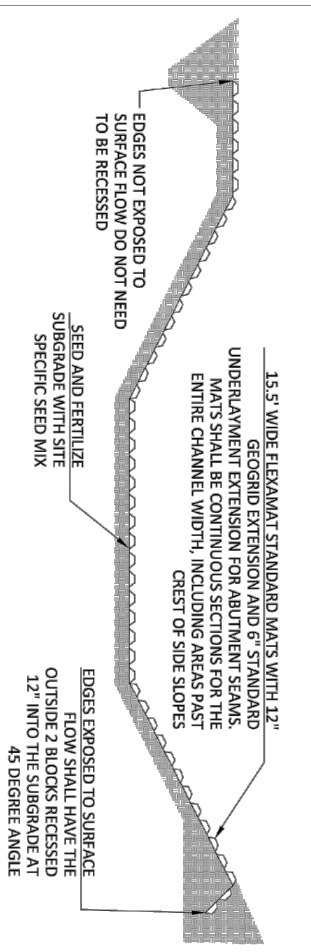 15.5' WIDE FLEXAMAT STANDARD MATS WITH 12"
GEOGRID EXTENSION AND 6" STANDARD
UNDERLAYMENT EXTENSION FOR ABUTMENT SEAMS.
MATS SHALL BE CONTINUOUS SECTIONS FOR THE
ENTIRE CHANNEL WIDTH, INCLUDING AREAS PAST
CREST OF SIDE SLOPES
EDGES NOT EXPOSED TO
SURFACE FLOW DO NOT NEED
TO BE RECESSED
SEED AND FERTILIZE
SUBGRADE WITH SITE
SPECIFIC SEED MIX
EDGES EXPOSED TO SURFACE
FLOW SHALL HAVE THE
OUTSIDE 2 BLOCKS RECESSED
12" INTO THE SUBGRADE AT
45 DEGREE ANGLE